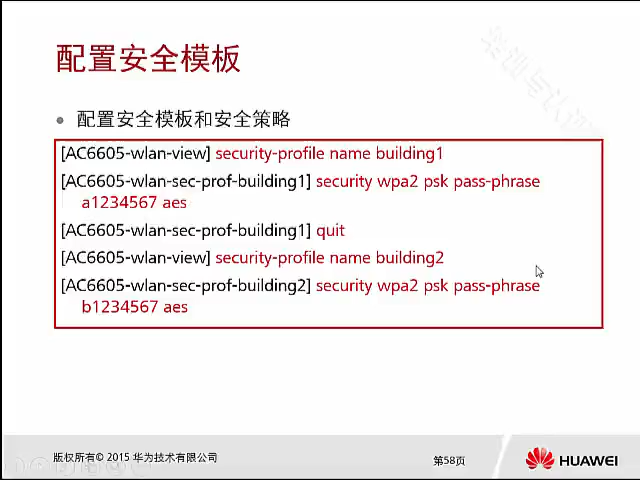 配置安全模板
配置安全模板和安全策略
[AC6605-wlan-view] security-profile name building1
[AC6605-wlan-sec-prof-building1] security wpa2 psk pass-phrase
a1234567 aes
[AC6605-wlan-sec-prof-building1] quit
[AC6605-wlan-view] security-profile name building2
[AC6605-wlan-sec-prof-building2] security wpa2 psk pass-phrase
b1234567 aes
版权所有© 2015 华为技术有限公司
第58页
HUAWEI